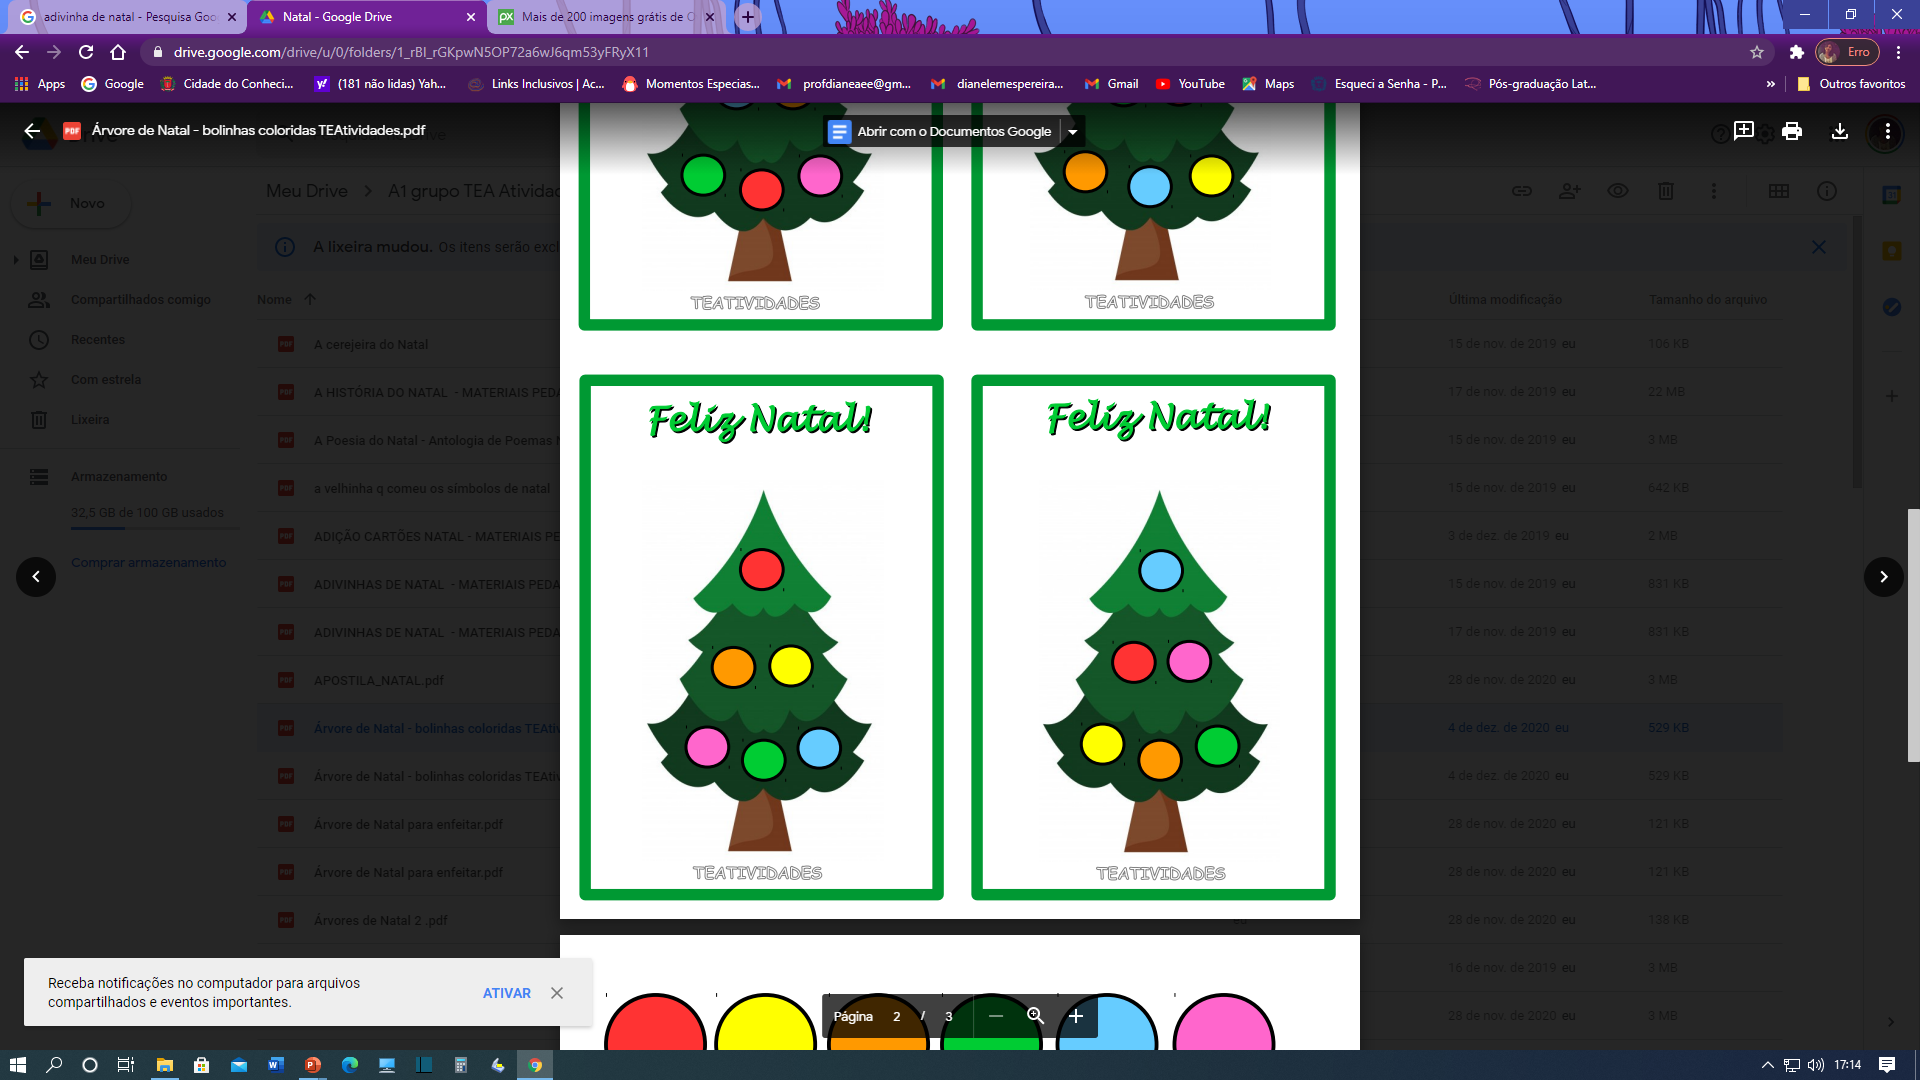 adivinha de natal - Pesquisa Goo
Natal - Google Drive
Mais de 200 imagens grátis de C
drive.google.com/drive/u/0/folders/1_rBI_rGKpwN5OP72a6wJ6qm53yFRyX11
Erro
Apps
Google
Cidade do Conheci...
(181 não lidas) Yah...
Links Inclusivos | Ac...
Momentos Especias...
profdianeaee@gm...
dianelemespereira...
Gmail
YouTube
Maps
Esqueci a Senha - P...
Pós-graduação Lat...
»
Outros favoritos
PDF Árvore de Natal - bolinhas coloridas TEAtividades.pdf
Abrir com o Documentos Google
Novo
Meu Drive > A1 grupo TEA Atividad
A lixeira mudou. Os itens serão excl
Meu Drive
Compartilhados comigo
Recentes
Com estrela
Lixeira
Armazenamento
32,5 GB de 100 GB usados
Comprar armazenamento
Nome
Última modificação
Tamanho do arquivo
A cerejeira do Natal
15 de nov. de 2019 eu
106 KB
A HISTÓRIA DO NATAL - MATERIAIS PEDA
17 de nov. de 2019 eu
22 MB
A Poesia do Natal - Antologia de Poemas
15 de nov. de 2019 eu
3 MB
a velhinha q comeu os símbolos de natal
15 de nov. de 2019 eu
642 KB
ADIÇÃO CARTÕES NATAL - MATERIAIS PE
3 de dez. de 2019 eu
2 MB
ADIVINHAS DE NATAL - MATERIAIS PEDA
15 de nov. de 2019 eu
831 KB
ADIVINHAS DE NATAL - MATERIAIS PEDA
17 de nov. de 2019 eu
831 KB
APOSTILA_NATAL.pdf
28 de nov. de 2020 eu
3 MB
Árvore de Natal - bolinhas coloridas TEAtiv
4 de dez. de 2020 eu
529 KB
Árvore de Natal - bolinhas coloridas TEAtiv
4 de dez. de 2020 eu
529 KB
Árvore de Natal para enfeitar.pdf
28 de nov. de 2020 eu
121 KB
Árvore de Natal para enfeitar.pdf
28 de nov. de 2020 eu
121 KB
Árvores de Natal 2 .pdf
28 de nov. de 2020 eu
138 KB
16 de nov. de 2019 eu
3 MB
28 de nov. de 2020 eu
3 MB
TEATIVIDADES
TEATIVIDADES
Feliz Natal!
Feliz Natal!
TEATIVIDADES
TEATIVIDADES
Página 2 / 3
Receba notificações no computador para arquivos
compartilhados e eventos importantes.
ATIVAR
17:14